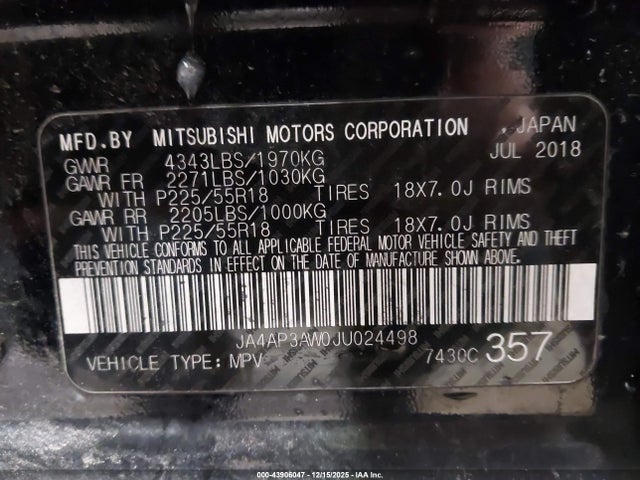 MFD.BY MITSUBISHI MOTORS CORPORATION , JAPAN
GVWR 4343LBS/1970KG JUL 2018
GAWR FR 2271LBS/1030KG
WITH P225/55R18 TIRES 18X7.0J RIMS
GAWR RR 2205LBS/1000KG
WITH P225/55R18 TIRES 18X7.0J RIMS
THIS VEHICLE CONFORMS TO ALL APPLICABLE FEDERAL MOTOR VEHICLE SAFETY AND THEFT
PREVENTION STANDARDS IN EFFECT ON THE DATE OF MANUFACTURE SHOWN ABOVE.
JA4AP3AW0JU024498
VEHICLE TYPE: MPV 7430C 357
000-43906047 - 12/15/2025 - IAA Inc.